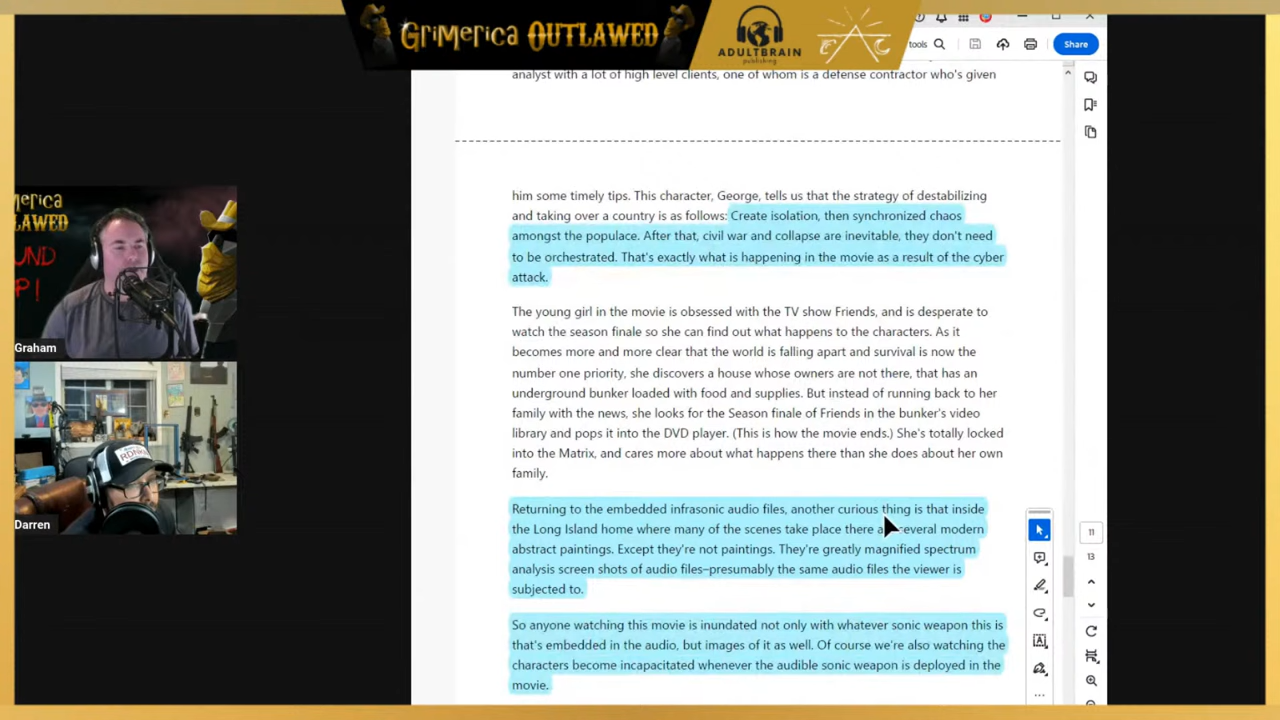 GRIMERICA OUTLAWED
ADULTBRAIN
publishing
tools
Share
analyst with a lot of high level clients, one of whom is a defense contractor who's given
him some timely tips. This character, George, tells us that the strategy of destabilizing
and taking over a country is as follows: Create isolation, then synchronized chaos
amongst the populace. After that, civil war and collapse are inevitable, they don't need
to be orchestrated. That's exactly what is happening in the movie as a result of the cyber
attack.
The young girl in the movie is obsessed with the TV show Friends, and is desperate to
watch the season finale so she can find out what happens to the characters. As it
becomes more and more clear that the world is falling apart and survival is now the
number one priority, she discovers a house whose owners are not there, that has an
underground bunker loaded with food and supplies. But instead of running back to her
family with the news, she looks for the Season finale of Friends in the bunker's video
library and pops it into the DVD player. (This is how the movie ends.) She's totally locked
into the Matrix, and cares more about what happens there than she does about her own
family.
Returning to the embedded infrasonic audio files, another curious thing is that inside
the Long Island home where many of the scenes take place there several modern
abstract paintings. Except they're not paintings. They're greatly magnified spectrum
analysis screen shots of audio files–presumably the same audio files the viewer is
subjected to.
So anyone watching this movie is inundated not only with whatever sonic weapon this is
that's embedded in the audio, but images of it as well. Of course we're also watching the
characters become incapacitated whenever the audible sonic weapon is deployed in the
movie.
11
13
merica
LAWED
UND
P!
Graham
RDNK
Darren